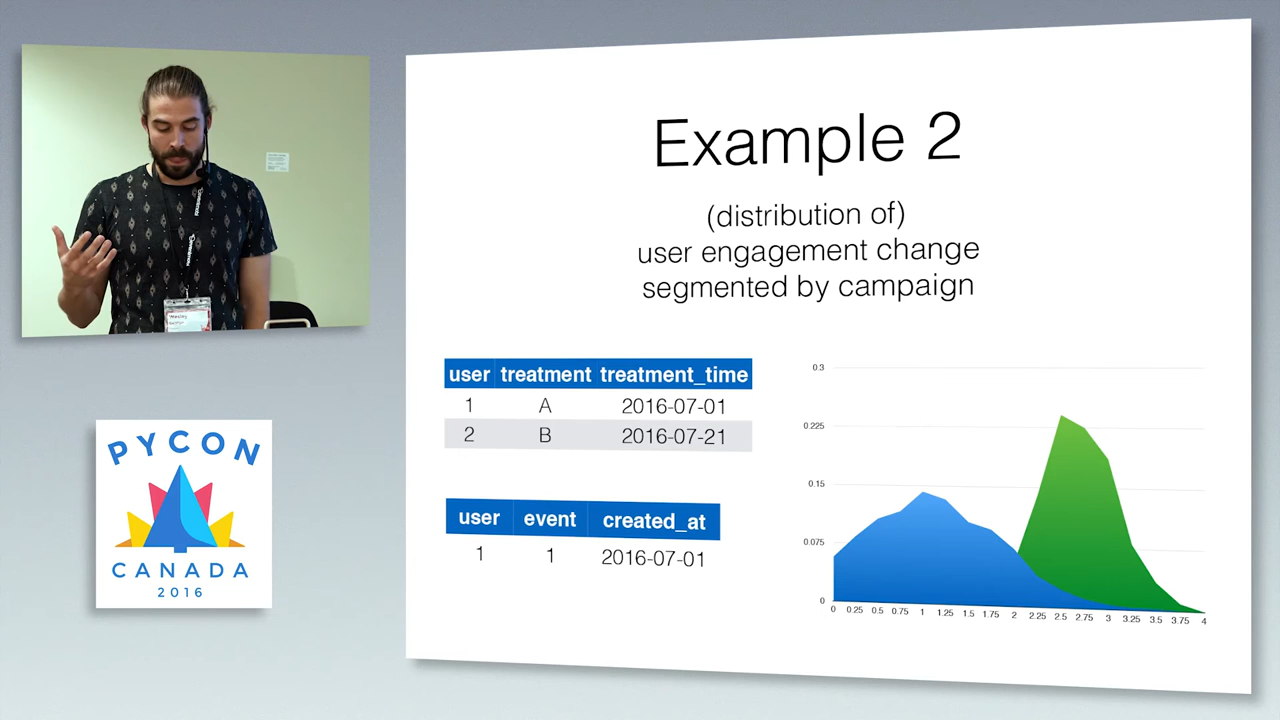 Example 2
(distribution of)
user engagement change
segmented by campaign
user treatment treatment_time
1 A 2016-07-01
2 B 2016-07-21
user event created_at
1 1 2016-07-01
0.3
0.225
0.15
0.075
0
0 0.25 0.5 0.75 1 1.25 1.5 1.75 2 2.25 2.5 2.75 3 3.25 3.5 3.75 4
PYCON
CANADA
2016